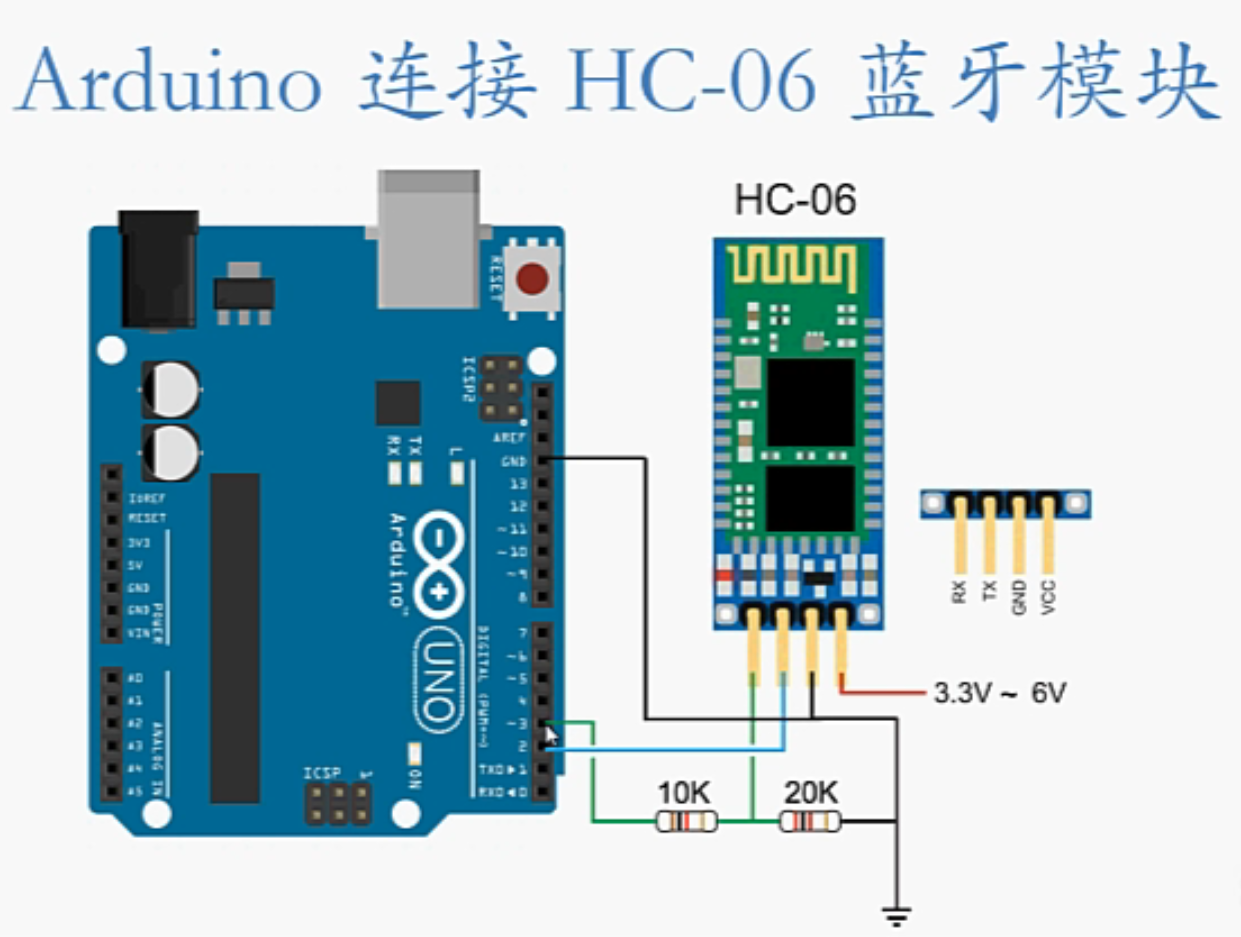 Arduino 连接 HC-06 蓝牙模块
HC-06
RESET
ICSP2
AREF
GND
RX
TX
L
13
12
~11
~10
~9
8
IOREF
RESET
3V3
5V
GND
GND
VIN
POWER
Arduino™
UNO
DIGITAL (PWM=~)
7
~6
~5
4
~3
2
TXD▶1
RXD◀0
A0
A1
A2
A3
A4
A5
ANALOG IN
ICSP
1
ON
RX
TX
GND
VCC
3.3V ~ 6V
10K
20K